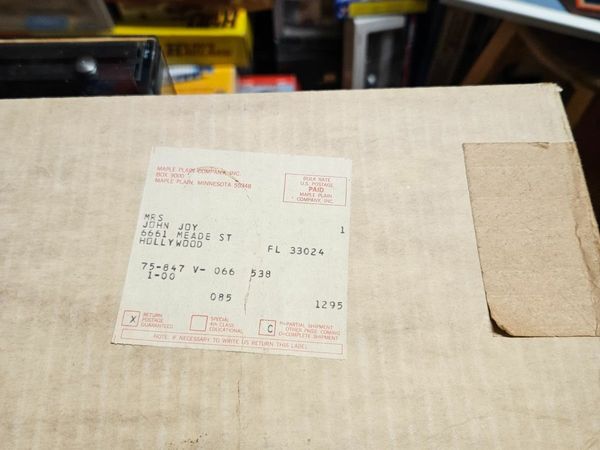 MAPLE PLAIN COMPANY, INC.
BOX 9000
MAPLE PLAIN, MINNESOTA 55348
BULK RATE
U.S. POSTAGE
PAID
MAPLE PLAIN
COMPANY, INC.
MRS 1
JOHN JOY
6661 MEADE ST
HOLLYWOOD FL 33024
75-847 V- 066 538
I-00
085 1295
X RETURN
POSTAGE
GUARANTEED
SPECIAL
4th CLASS
EDUCATIONAL
C P=PARTIAL SHIPMENT
OTHER PKGE. COMING
C=COMPLETE SHIPMENT
NOTE: IF NECESSARY TO WRITE US RETURN THIS LABEL